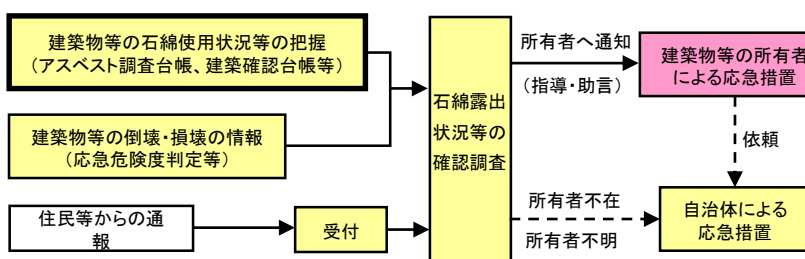 建築物等の石綿使用状況等の把握
(アスベスト調査台帳、建築確認台帳等)
建築物等の倒壊・損壊の情報
(応急危険度判定等)
住民等からの通
報
受付
石綿露出
状況等の
確認調査
所有者へ通知
(指導・助言)
建築物等の所有者
による応急措置
依頼
所有者不在
所有者不明
自治体による
応急措置